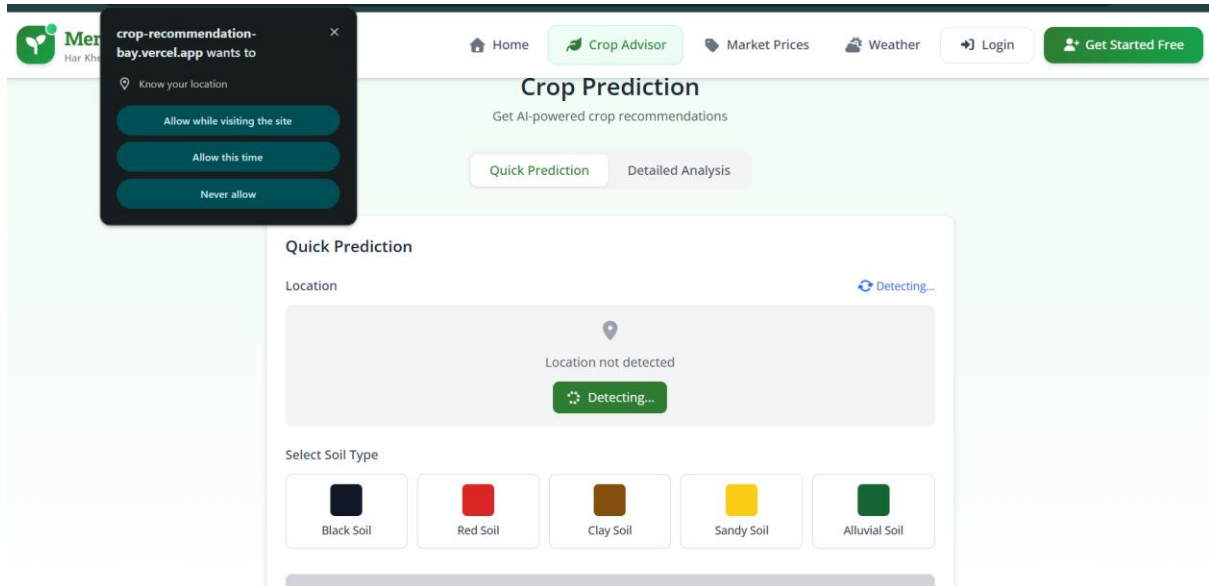 crop-recommendation-
bay.vercel.app wants to
Know your location
Allow while visiting the site
Allow this time
Never allow
Har
Home
Crop Advisor
Market Prices
Weather
Login
Get Started Free
Crop Prediction
Get AI-powered crop recommendations
Quick Prediction
Detailed Analysis
Quick Prediction
Location
Detecting...
Location not detected
Detecting...
Select Soil Type
Black Soil
Red Soil
Clay Soil
Sandy Soil
Alluvial Soil